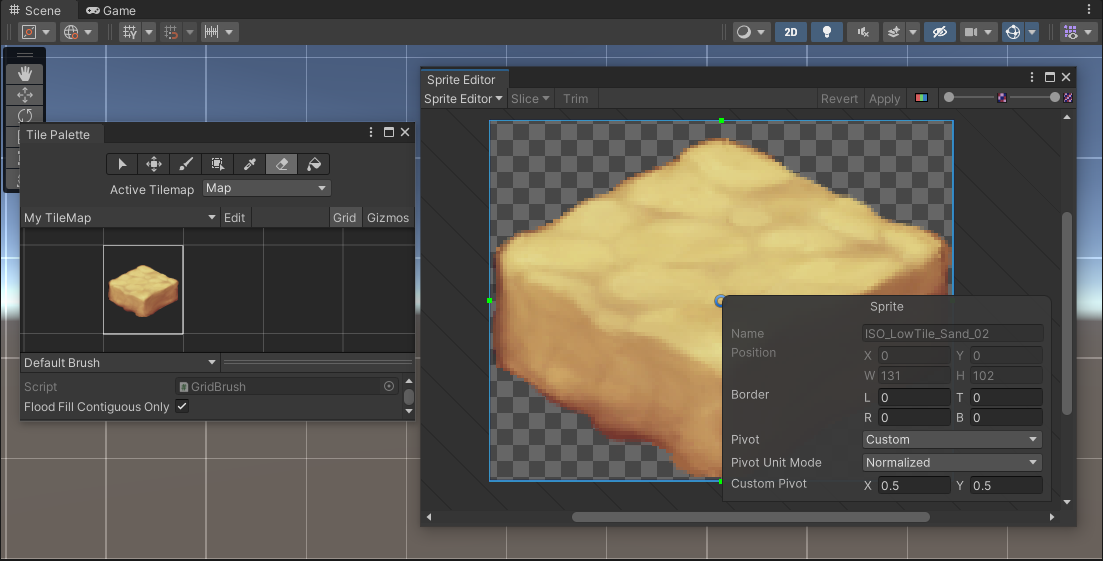 Scene
Game
2D
Sprite Editor
Sprite Editor
Slice
Trim
Revert
Apply
Tile Palette
Active Tilemap
Map
My TileMap
Edit
Grid
Gizmos
Default Brush
Script
GridBrush
Flood Fill Contiguous Only
Sprite
Name
ISO_LowTile_Sand_02
Position
X 0 Y 0
W 131 H 102
Border
L 0 T 0
R 0 B 0
Pivot
Custom
Pivot Unit Mode
Normalized
Custom Pivot
X 0.5 Y 0.5